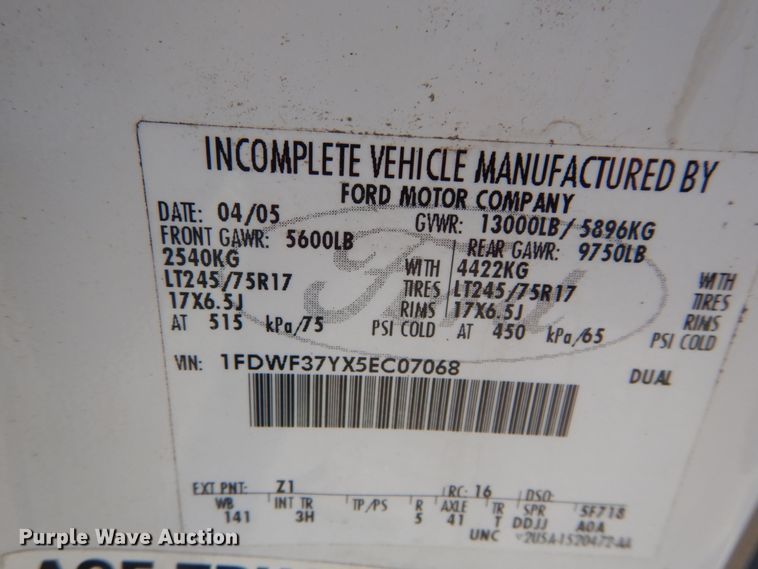 INCOMPLETE VEHICLE MANUFACTURED BY
FORD MOTOR COMPANY
DATE: 04/05 GVWR: 13000LB/ 5896KG
FRONT GAWR: 5600LB REAR GAWR: 9750LB
2540KG WITH 4422KG WITH
LT245/75R17 TIRES LT245/75R17 TIRES
17X6.5J RIMS 17X6.5J RIMS
AT 515 kPa/75 PSI COLD AT 450 kPa/65 PSI COLD
VIN: 1FDWF37YX5EC07068 DUAL
EXT PNT: Z1 RC: 16 DSO:
WB INT TR TP/PS R AXLE TR SPR 5F718
141 3H 5 41 T DDJJ A0A
UNC
Purple Wave Auction